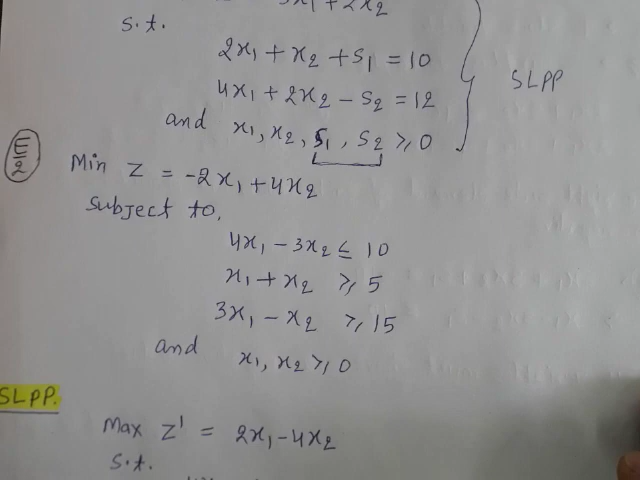 3x₁ + 2x₂
s.t.
2x₁ + x₂ + s₁ = 10
4x₁ + 2x₂ - s₂ = 12
SLPP
and x₁, x₂, s₁, s₂ ≥ 0
E/2
Min Z = -2x₁ + 4x₂
Subject to,
4x₁ - 3x₂ ≤ 10
x₁ + x₂ ≥ 5
3x₁ - x₂ ≥ 15
and x₁, x₂ ≥ 0
SLPP.
Max Z' = 2x₁ - 4x₂
s.t.